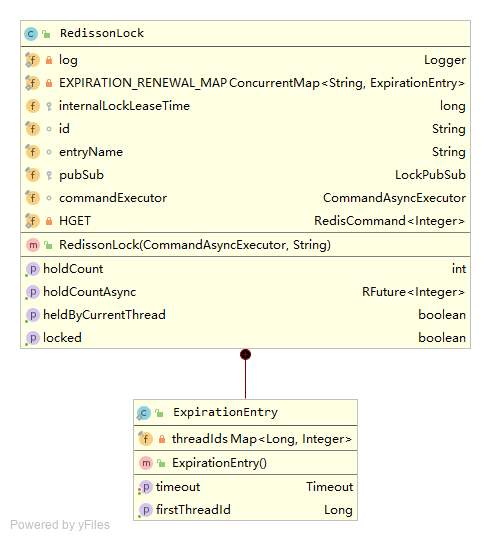 RedissonLock
log Logger
EXPIRATION_RENEWAL_MAP ConcurrentMap<String, ExpirationEntry>
internalLockLeaseTime long
id String
entryName String
pubSub LockPubSub
commandExecutor CommandAsyncExecutor
HGET RedisCommand<Integer>
RedissonLock(CommandAsyncExecutor, String)
holdCount int
holdCountAsync RFuture<Integer>
heldByCurrentThread boolean
locked boolean
ExpirationEntry
threadIds Map<Long, Integer>
ExpirationEntry()
timeout Timeout
firstThreadId Long
Powered by yFiles